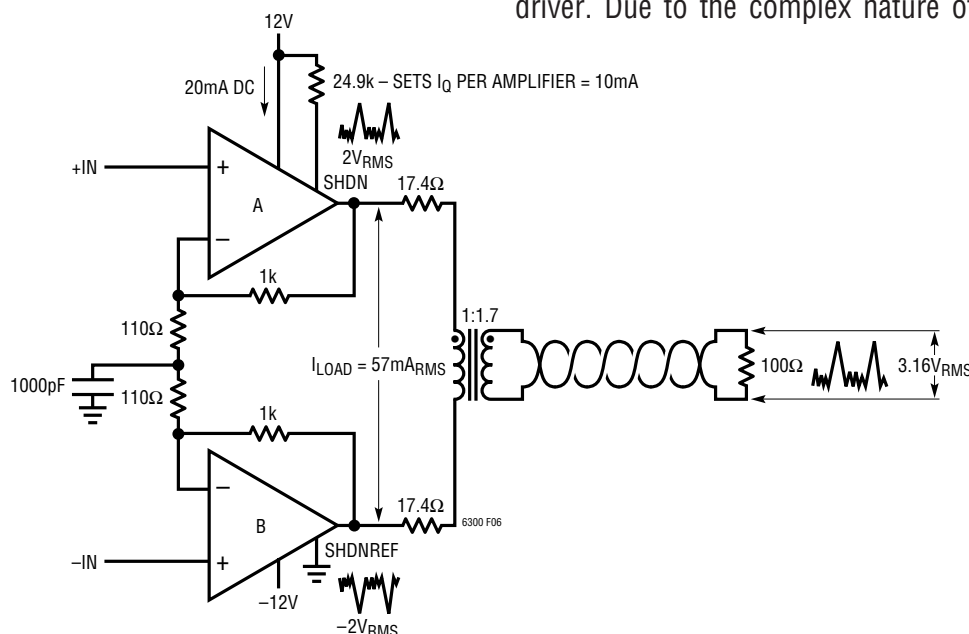 driver. Due to the complex nature of
12V
20mA DC
24.9k – SETS IQ PER AMPLIFIER = 10mA
2VRMS
+IN
+
A
–
SHDN
17.4Ω
1k
110Ω
1:1.7
1000pF
110Ω
ILOAD = 57mARMS
100Ω
3.16VRMS
1k
–
B
+
17.4Ω
6300 F06
–IN
SHDNREF
–12V
–2VRMS